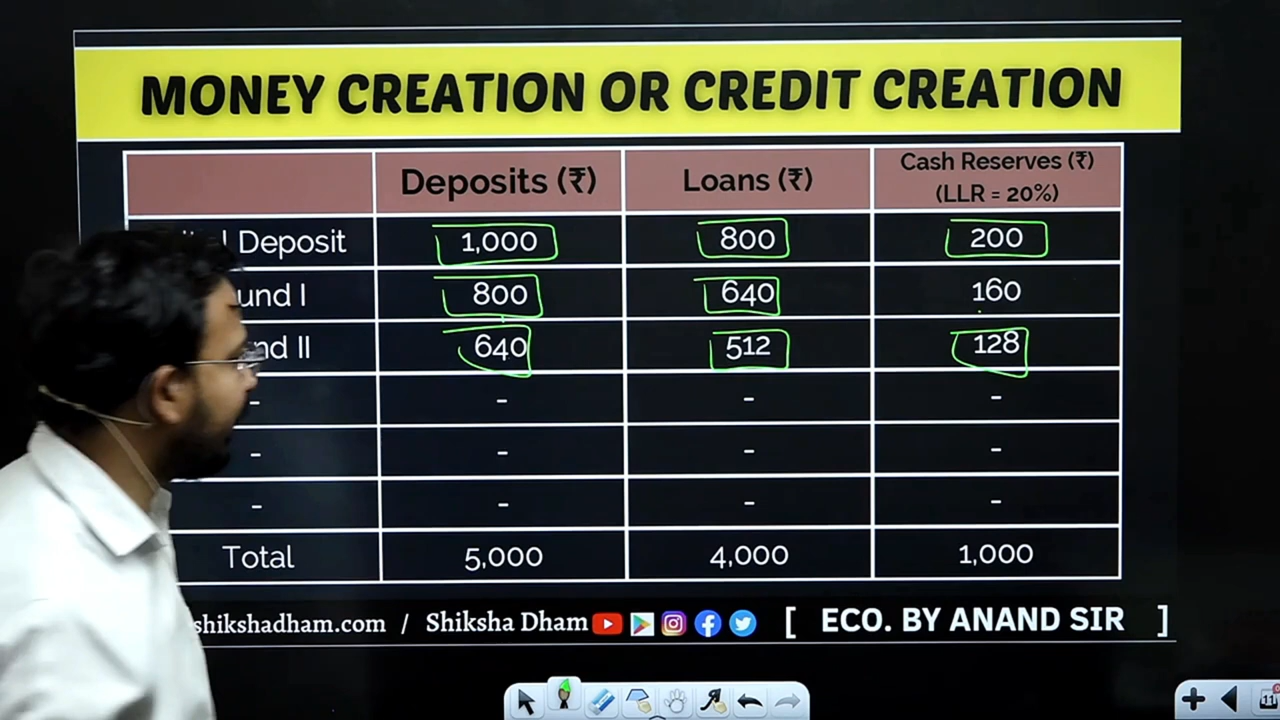 MONEY CREATION OR CREDIT CREATION
Deposits (₹) Loans (₹) Cash Reserves (₹)
(LLR = 20%)
Deposit 1,000 800 200
I 800 640 160
II 640 512 128
- - - -
- - - -
- - - -
Total 5,000 4,000 1,000
shikshadham.com / Shiksha Dham [ ECO. BY ANAND SIR ]